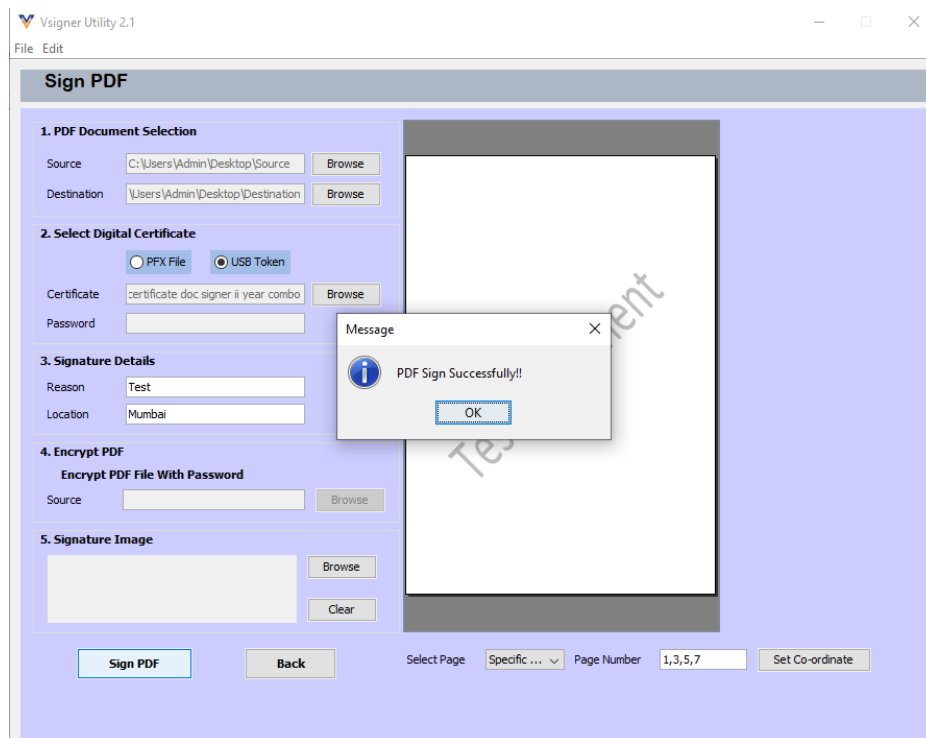 Vsigner Utility 2.1
File Edit
Sign PDF
1. PDF Document Selection
Source C:\Users\Admin\Desktop\Source Browse
Destination \Users\Admin\Desktop\Destination Browse
2. Select Digital Certificate
PFX File USB Token
Certificate certificate doc signer ii year combo Browse
Password
3. Signature Details
Reason Test
Location Mumbai
4. Encrypt PDF
Encrypt PDF File With Password
Source Browse
5. Signature Image
Browse
Clear
Sign PDF Back
Message
PDF Sign Successfully!!
OK
Select Page Specific ... Page Number 1,3,5,7 Set Co-ordinate